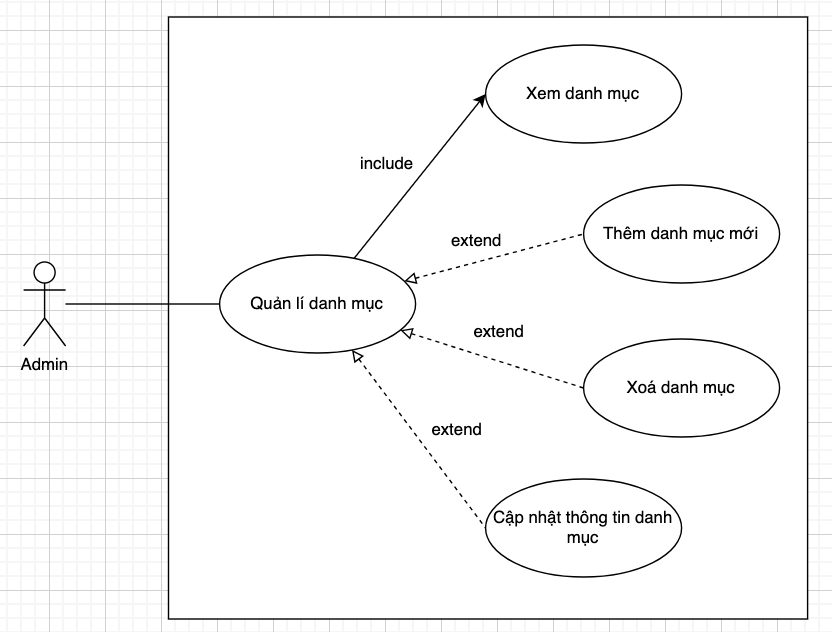 Xem danh mục
include
Thêm danh mục mới
extend
Quản lí danh mục
extend
Xoá danh mục
Admin
extend
Cập nhật thông tin danh
mục